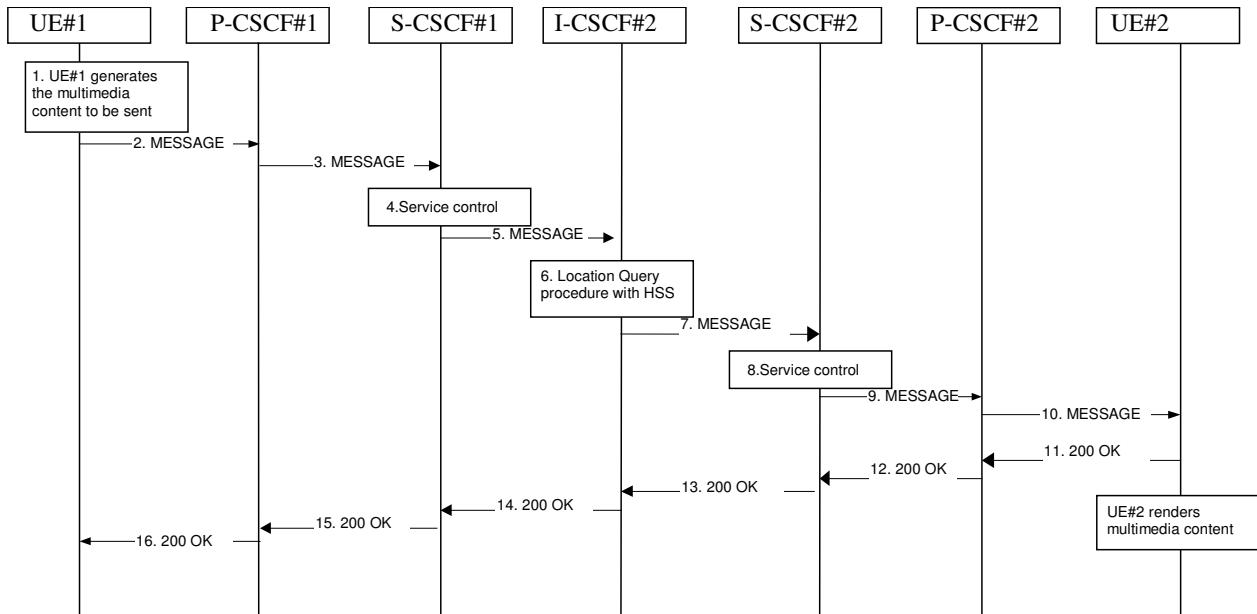 UE#1
P-CSCF#1
S-CSCF#1
I-CSCF#2
S-CSCF#2
P-CSCF#2
UE#2
1. UE#1 generates
the multimedia
content to be sent
2. MESSAGE
3. MESSAGE
4.Service control
5. MESSAGE
6. Location Query
procedure with HSS
7. MESSAGE
8.Service control
9. MESSAGE
10. MESSAGE
11. 200 OK
12. 200 OK
13. 200 OK
14. 200 OK
15. 200 OK
16. 200 OK
UE#2 renders
multimedia content